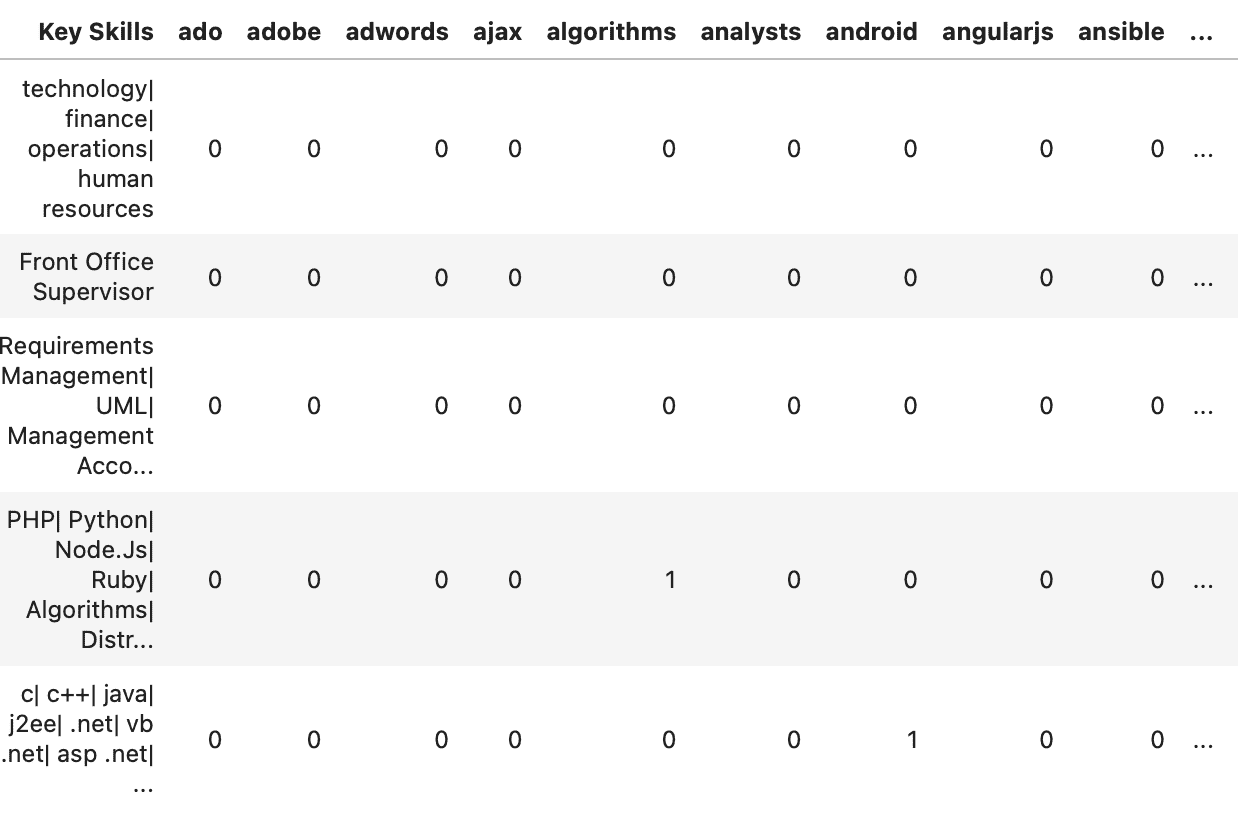 Key Skills ado adobe adwords ajax algorithms analysts android angularjs ansible ...
technology|
finance|
operations| 0 0 0 0 0 0 0 0 0 ...
human
resources
Front Office
Supervisor 0 0 0 0 0 0 0 0 0 ...
Requirements
Management|
UML| 0 0 0 0 0 0 0 0 0 ...
Management
Acco...
PHP| Python|
Node.Js|
Ruby| 0 0 0 0 1 0 0 0 0 ...
Algorithms|
Distr...
c| c++| java|
j2ee| .net| vb
.net| asp .net| 0 0 0 0 0 0 1 0 0 ...
...